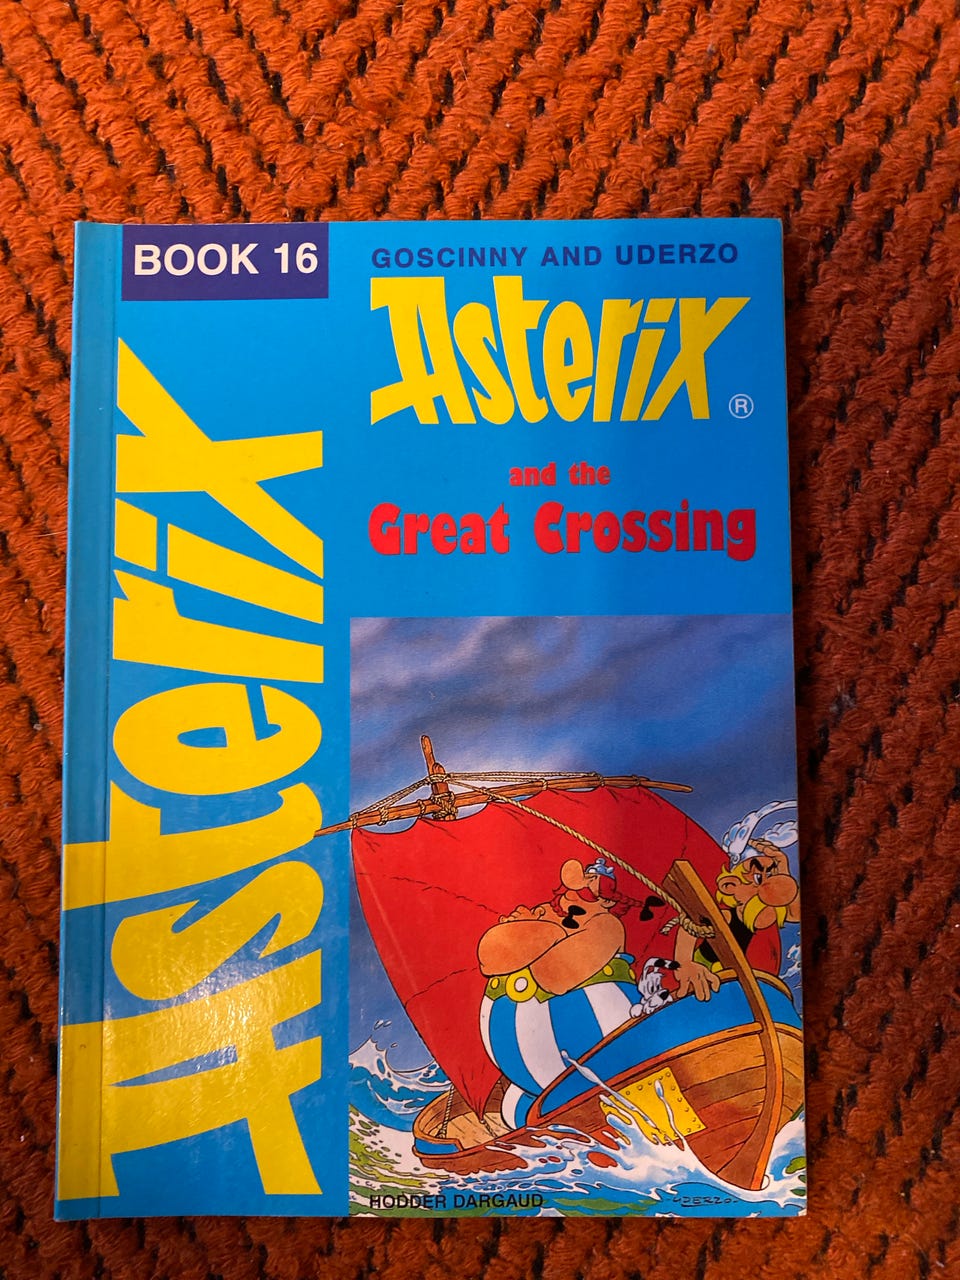 BOOK 16
Asterix
GOSCINNY AND UDERZO
Asterix ®
and the
Great Crossing
HODDER DARGAUD
UDERZO